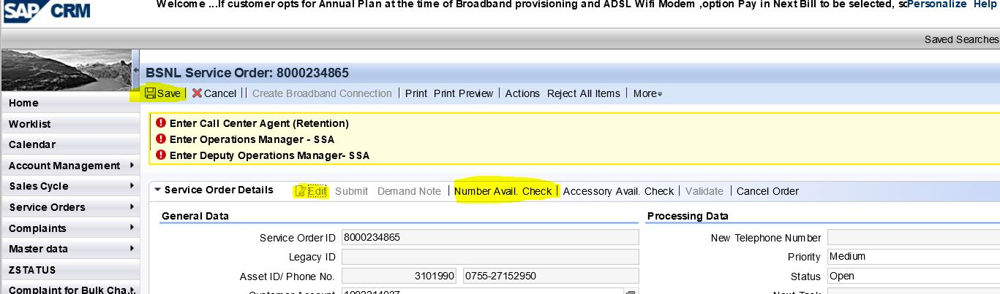 SAP CRM
Welcome ...If customer opts for Annual Plan at the time of Broadband provisioning and ADSL Wifi Modem ,option Pay in Next Bill to be selected, sc Personalize Help
Saved Searches
BSNL Service Order: 8000234865
Save Cancel Create Broadband Connection Print Print Preview Actions Reject All Items More
Home
Worklist
Calendar
Account Management
Sales Cycle
Service Orders
Complaints
Master data
ZSTATUS
Complaint for Bulk Cha..
Enter Call Center Agent (Retention)
Enter Operations Manager - SSA
Enter Deputy Operations Manager- SSA
Service Order Details Edit Submit Demand Note Number Avail. Check Accessory Avail. Check Validate Cancel Order
General Data
Service Order ID 8000234865
Legacy ID
Asset ID/ Phone No. 3101990 0755-27152950
Processing Data
New Telephone Number
Priority Medium
Status Open